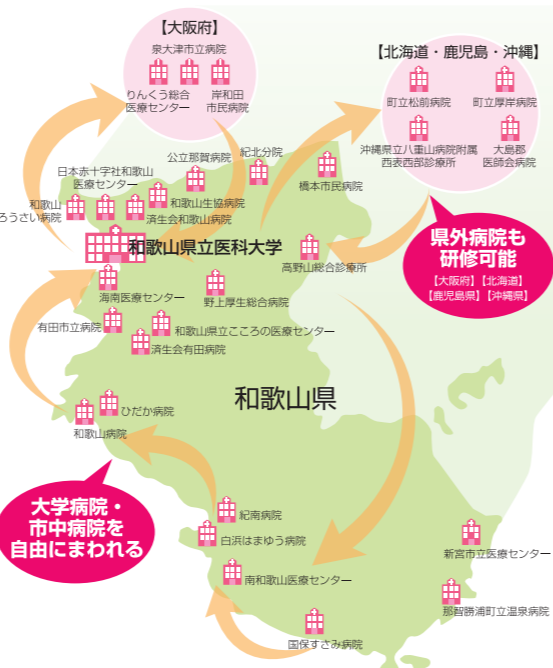 【大阪府】
泉大津市立病院
りんくう総合
医療センター
岸和田
市民病院
【北海道・鹿児島・沖縄】
町立松前病院
町立厚岸病院
沖縄県立八重山病院附属
西表西部診療所
大島郡
医師会病院
県外病院も
研修可能
【大阪府】【北海道】
【鹿児島県】【沖縄県】
公立那賀病院
紀北分院
橋本市民病院
日本赤十字社和歌山
医療センター
和歌山
ろうさい病院
和歌山生協病院
済生会和歌山病院
和歌山県立医科大学
高野山総合診療所
海南医療センター
野上厚生総合病院
有田市立病院
和歌山県立こころの医療センター
済生会有田病院
和歌山県
ひだか病院
和歌山病院
大学病院・
市中病院を
自由にまわれる
紀南病院
白浜はまゆう病院
南和歌山医療センター
国保すさみ病院
新宮市立医療センター
那智勝浦町立温泉病院